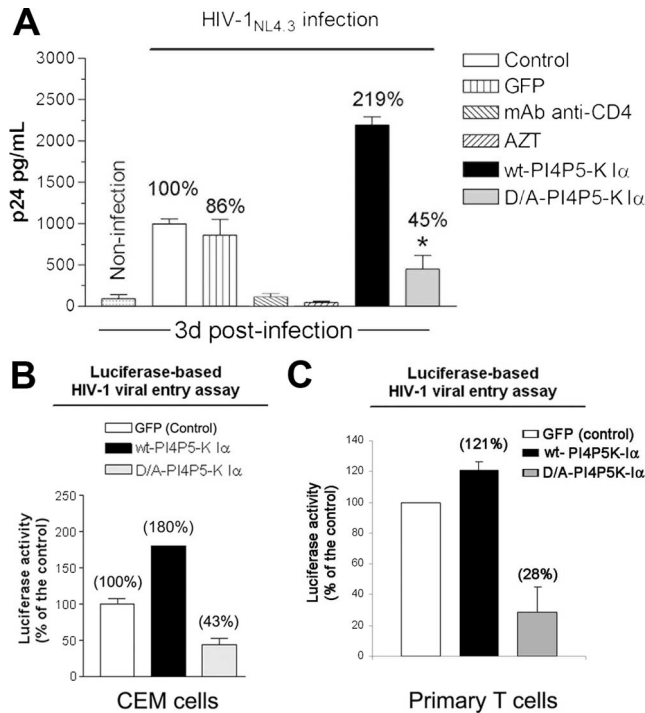 A
HIV-1NL4.3 infection
p24 pg/mL
3000
2500
2000
1500
1000
500
0
Non-infection
100%
86%
219%
45%
*
Control
GFP
mAb anti-CD4
AZT
wt-PI4P5-K Iα
D/A-PI4P5-K Iα
3d post-infection
B
Luciferase-based
HIV-1 viral entry assay
GFP (Control)
wt-PI4P5-K Iα
D/A-PI4P5-K Iα
Luciferase activity
(% of the control)
250
200
150
100
50
0
(100%)
(180%)
(43%)
CEM cells
C
Luciferase-based
HIV-1 viral entry assay
GFP (control)
wt- PI4P5K-Iα
D/A-PI4P5K-Iα
Luciferase activity
(% of the control)
140
120
100
80
60
40
20
0
(121%)
(28%)
Primary T cells